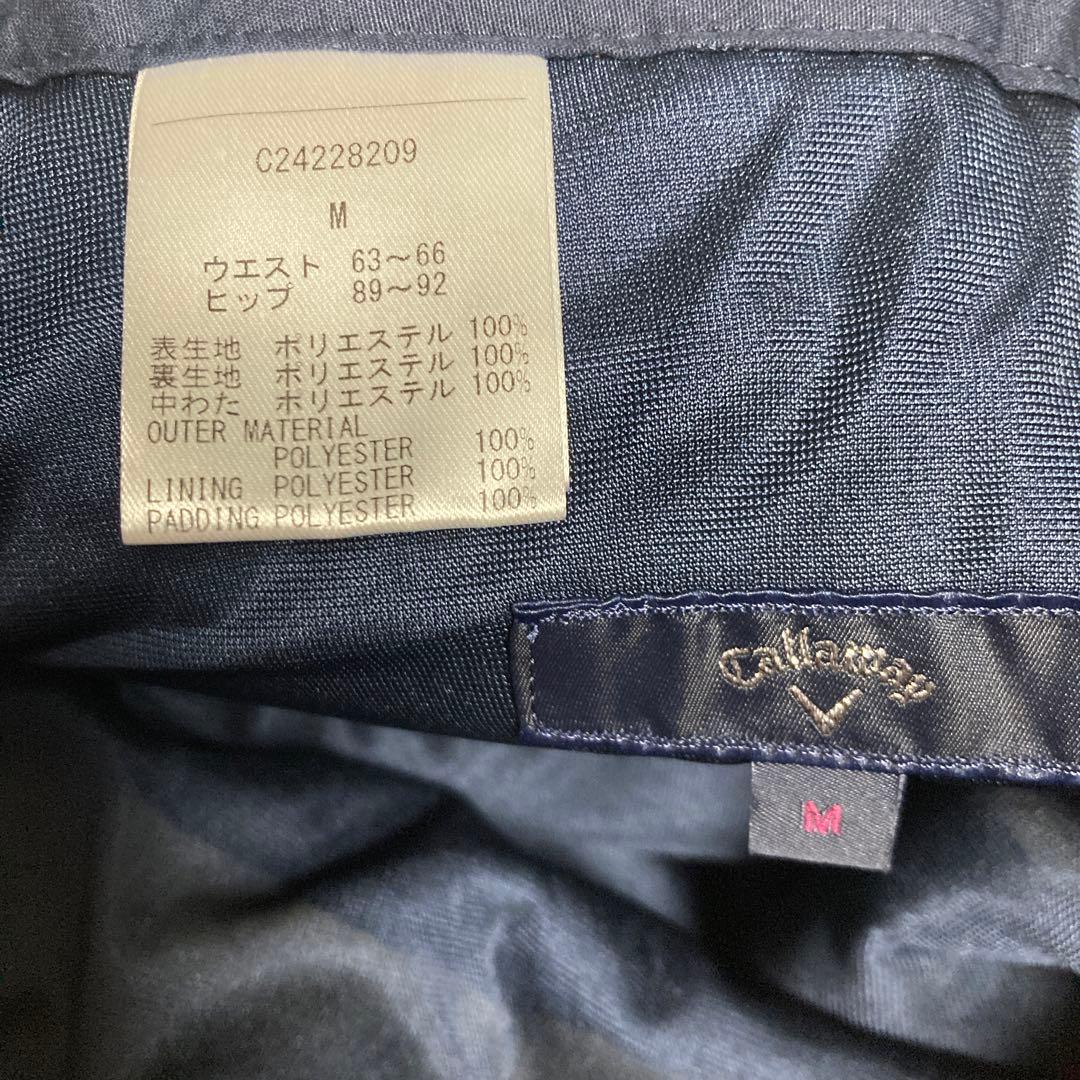 C24228209
M
ウエスト 63～66
ヒップ 89～92
表生地 ポリエステル 100%
裏生地 ポリエステル 100%
中わた ポリエステル 100%
OUTER MATERIAL
POLYESTER 100%
LINING POLYESTER 100%
PADDING POLYESTER 100%
Callaway
M